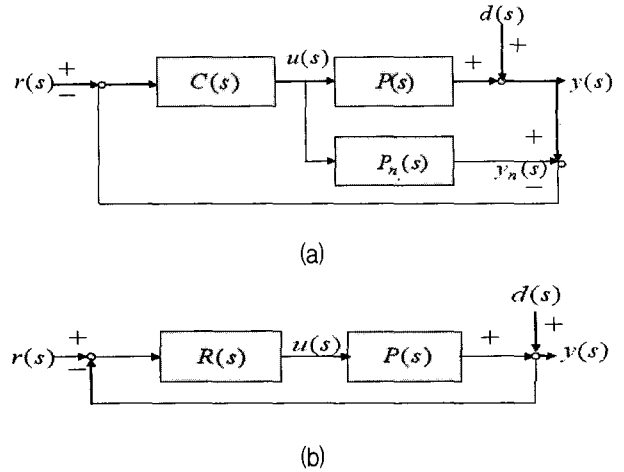 d(s)
+
r(s) + − C(s) u(s) P(s) + y(s)
+
P_n(s) y_n(s) −
(a)
d(s)
+
r(s) + − R(s) u(s) P(s) + y(s)
(b)